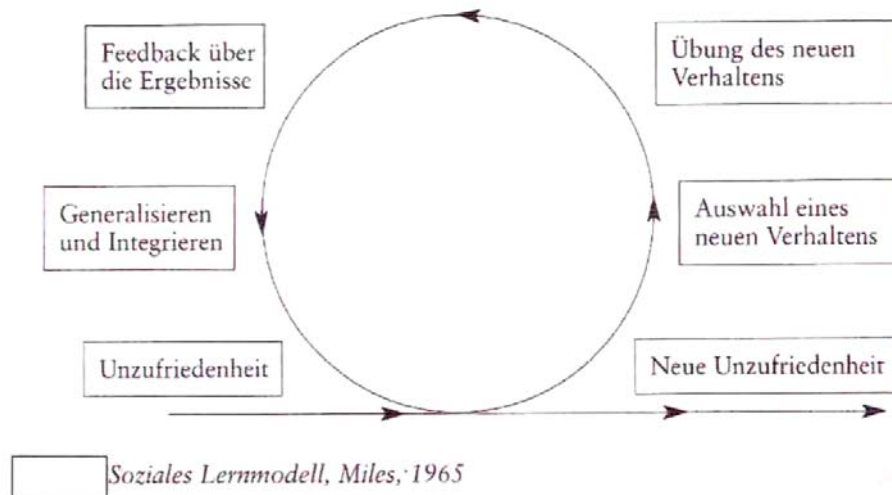 Feedback über
die Ergebnisse
Übung des neuen
Verhaltens
Generalisieren
und Integrieren
Auswahl eines
neuen Verhaltens
Unzufriedenheit
Neue Unzufriedenheit
Soziales Lernmodell, Miles, 1965